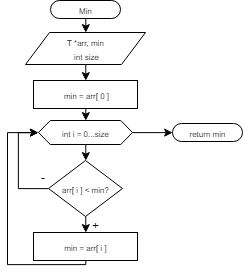 Min
T *arr, min
int size
min = arr[ 0 ]
int i = 0...size
return min
-
arr[ i ] < min?
+
min = arr[ i ]